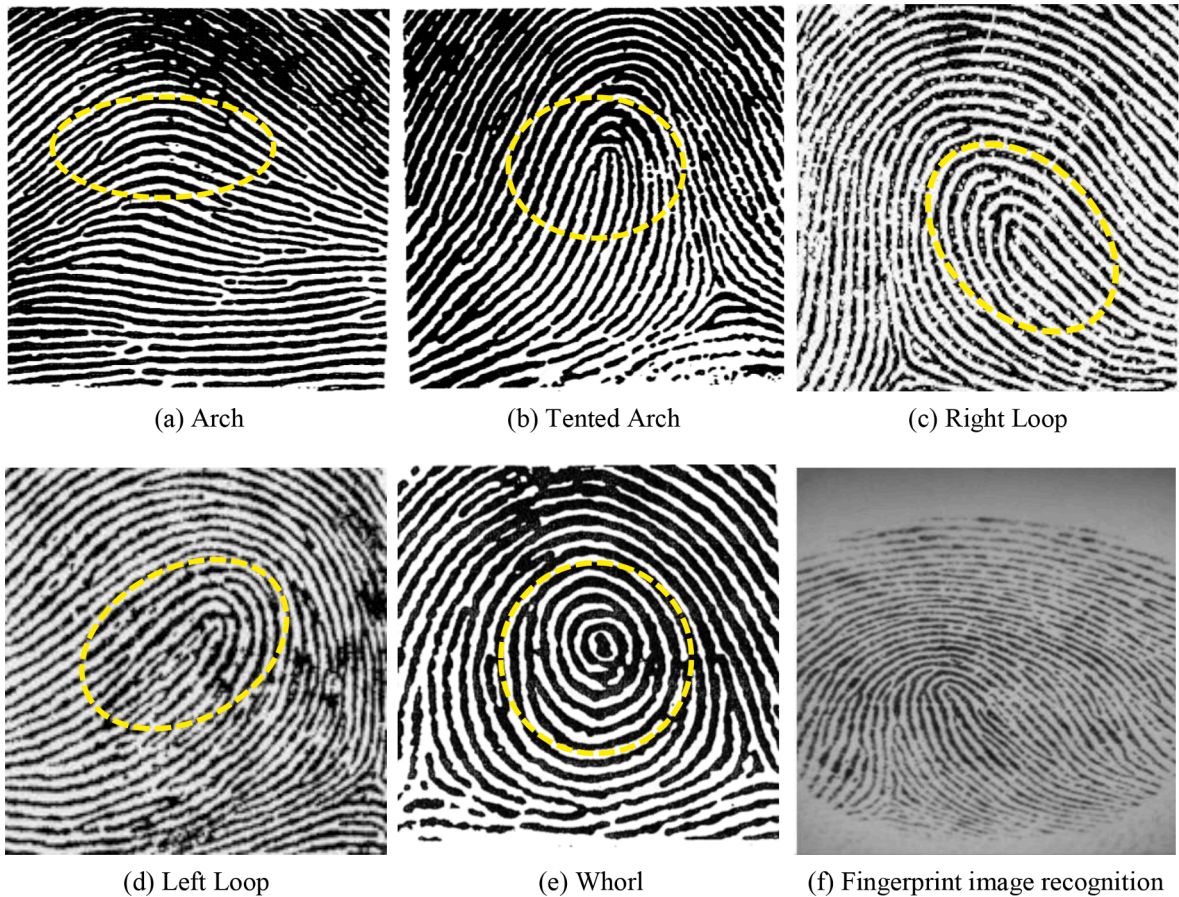 (a) Arch
(b) Tented Arch
(c) Right Loop
(d) Left Loop
(e) Whorl
(f) Fingerprint image recognition